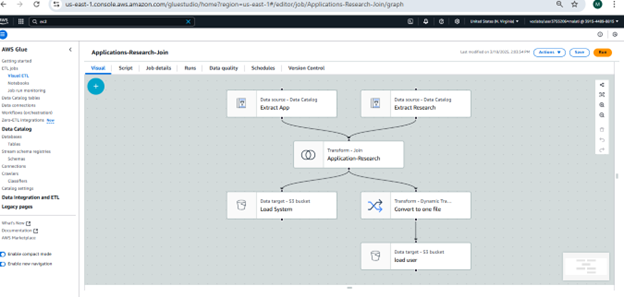 us-east-1.console.aws.amazon.com/gluestudio/home?region=us-east-1#/editor/job/Applications-Research-Join/graph
United States (N. Virginia)
AWS Glue
Applications-Research-Join
Actions
Save
Run
Visual
Script
Job details
Runs
Data quality
Schedules
Version Control
Getting started
ETL jobs
Visual ETL
Notebooks
Job run monitoring
Data Catalog tables
Data connections
Workflows (orchestration)
Zero-ETL integrations New
Data Catalog
Databases
Tables
Stream schema registries
Schemas
Connections
Crawlers
Classifiers
Catalog settings
Data Integration and ETL
Legacy pages
What's New
Documentation
AWS Marketplace
Enable compact mode
Enable new navigation
Data source - Data Catalog
Extract App
Data source - Data Catalog
Extract Research
Transform - Join
Application-Research
Data target - S3 bucket
Load System
Transform - Dynamic Tra...
Convert to one file
Data target - S3 bucket
load user